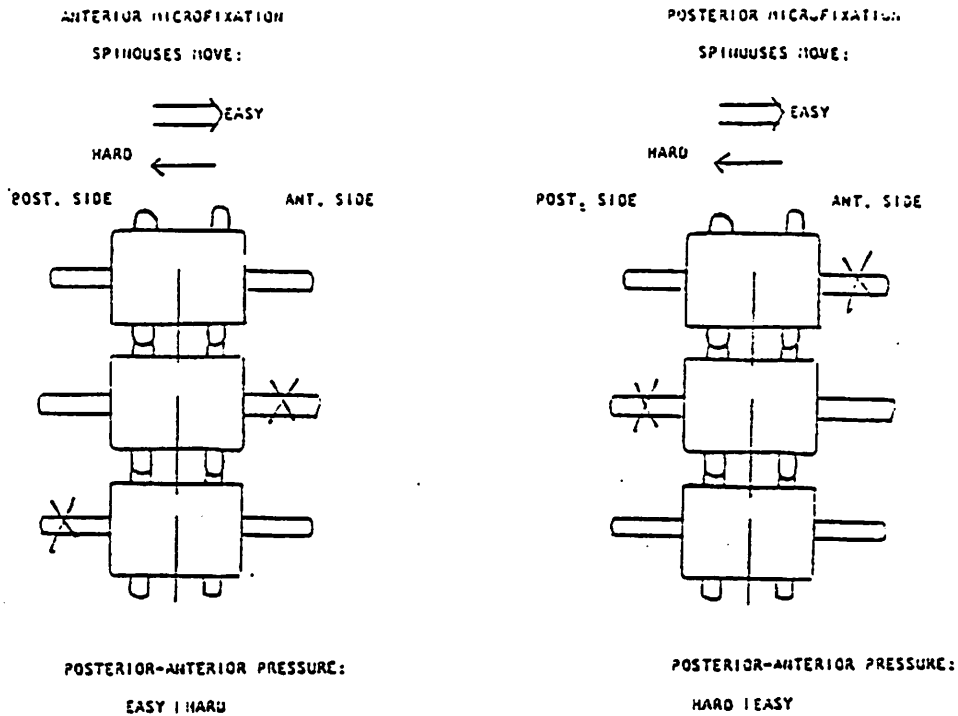 ANTERIOR MICROFIXATION
SPINOUSES MOVE:
EASY
HARD
POST. SIDE
ANT. SIDE
POSTERIOR-ANTERIOR PRESSURE:
EASY | HARD
POSTERIOR MICROFIXATION
SPINOUSES MOVE:
EASY
HARD
POST. SIDE
ANT. SIDE
POSTERIOR-ANTERIOR PRESSURE:
HARD | EASY